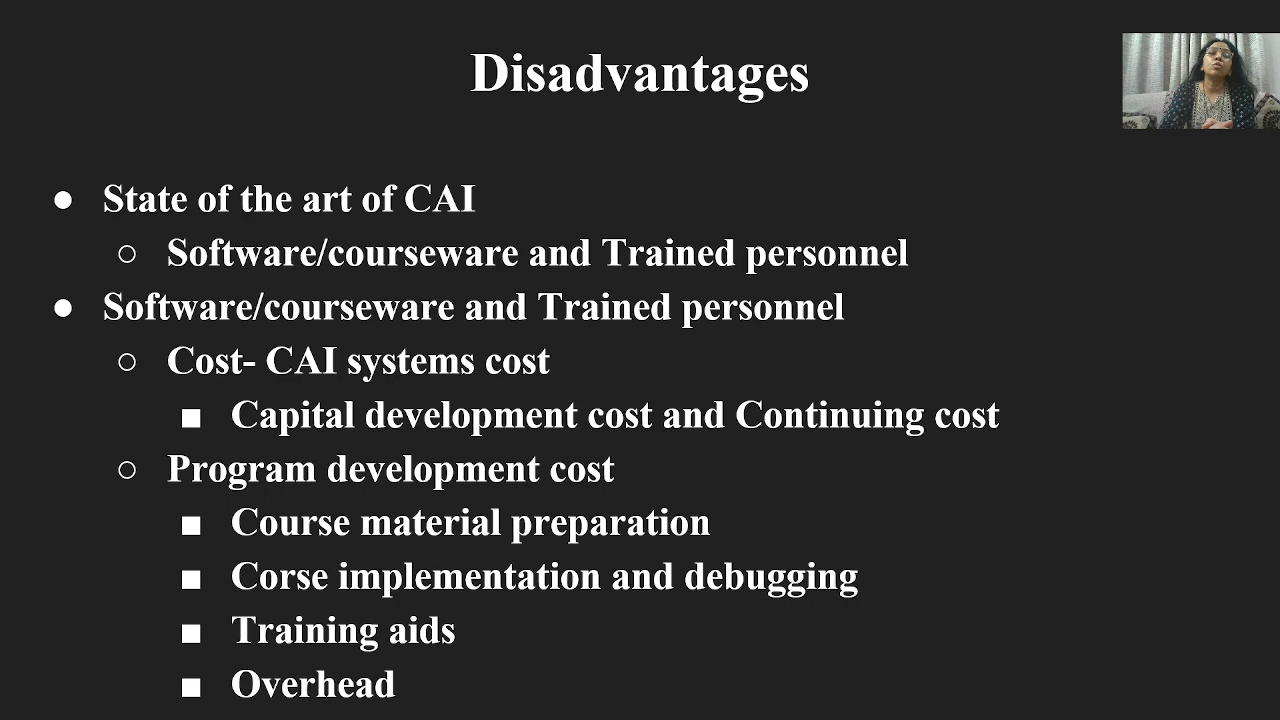 Disadvantages
● State of the art of CAI
○ Software/courseware and Trained personnel
● Software/courseware and Trained personnel
○ Cost- CAI systems cost
■ Capital development cost and Continuing cost
○ Program development cost
■ Course material preparation
■ Corse implementation and debugging
■ Training aids
■ Overhead